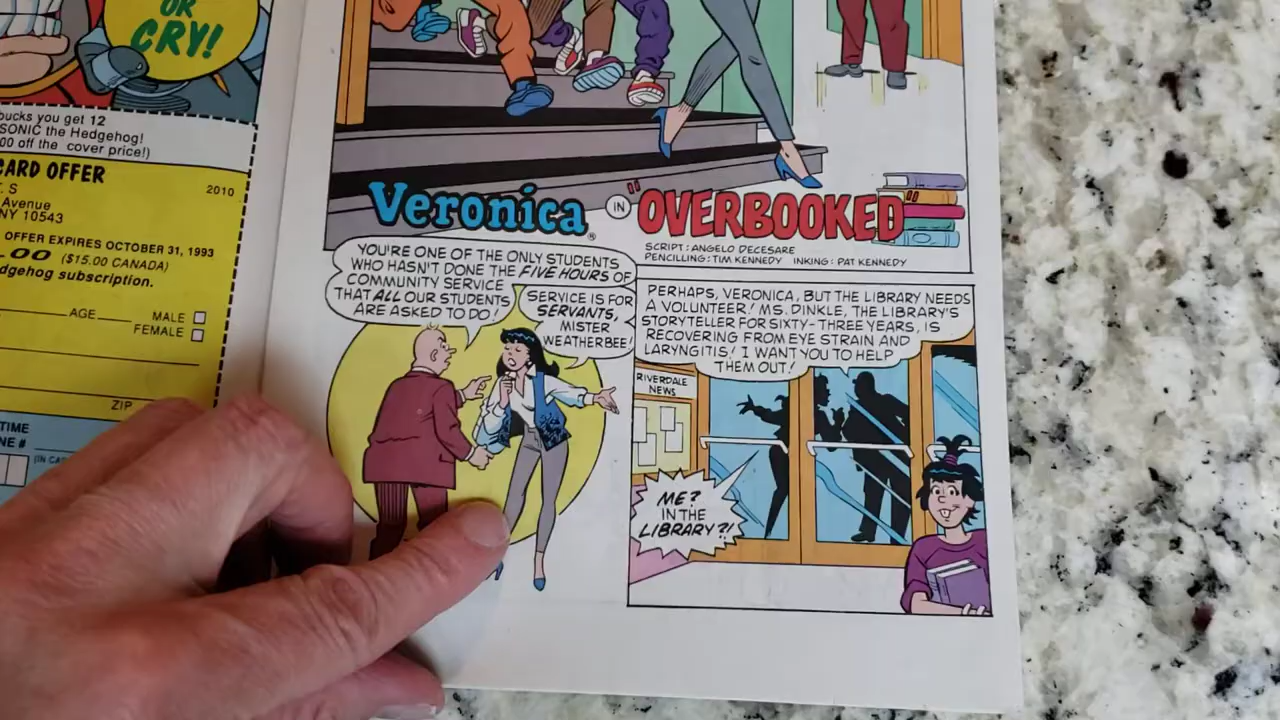 OR
CRY!
bucks you get 12
SONIC the Hedgehog!
00 off the cover price!)
CARD OFFER
2010
. S
Avenue
NY 10543
OFFER EXPIRES OCTOBER 31, 1993
.00 ($15.00 CANADA)
dgehog subscription.
AGE
MALE
FEMALE
ZIP
TIME
NE #
Veronica IN "OVERBOOKED"
SCRIPT: ANGELO DECESARE
PENCILLING: TIM KENNEDY INKING: PAT KENNEDY
YOU'RE ONE OF THE ONLY STUDENTS
WHO HASN'T DONE THE FIVE HOURS OF
COMMUNITY SERVICE
THAT ALL OUR STUDENTS
ARE ASKED TO DO!
SERVICE IS FOR
SERVANTS,
MISTER
WEATHERBEE!
PERHAPS, VERONICA, BUT THE LIBRARY NEEDS
A VOLUNTEER! MS. DINKLE, THE LIBRARY'S
STORYTELLER FOR SIXTY-THREE YEARS, IS
RECOVERING FROM EYE STRAIN AND
LARYNGITIS! I WANT YOU TO HELP
THEM OUT!
RIVERDALE
NEWS
ME?
IN THE
LIBRARY?!